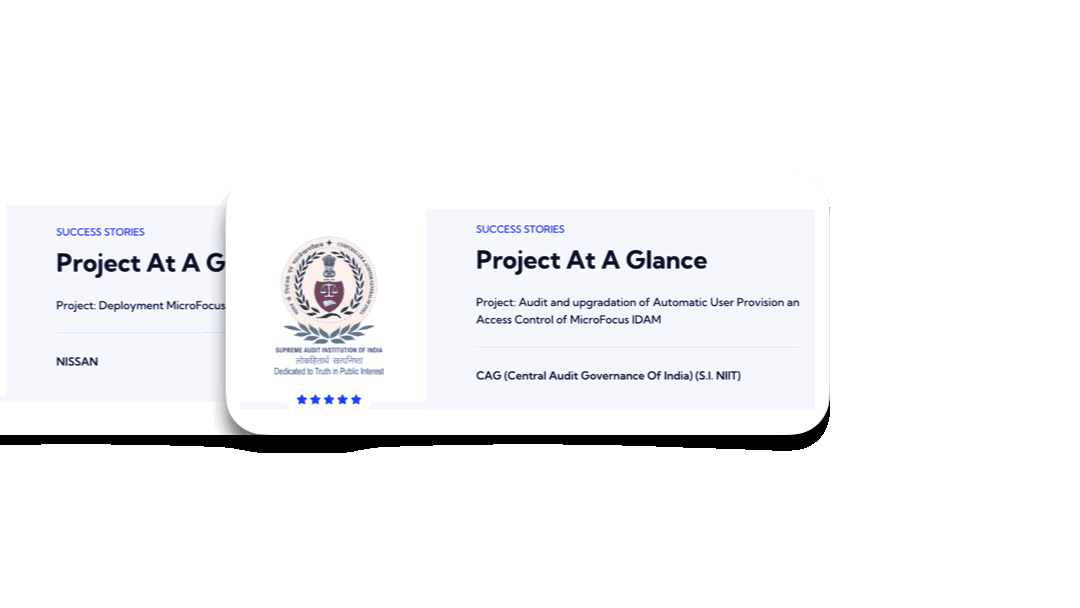 SUCCESS STORIES
Project At A G
Project: Deployment MicroFocus
NISSAN
SUPREME AUDIT INSTITUTION OF INDIA
लोकहितार्थ सत्यनिष्ठा
Dedicated to Truth in Public Interest
SUCCESS STORIES
Project At A Glance
Project: Audit and upgradation of Automatic User Provision an
Access Control of MicroFocus IDAM
CAG (Central Audit Governance Of India) (S.I. NIIT)